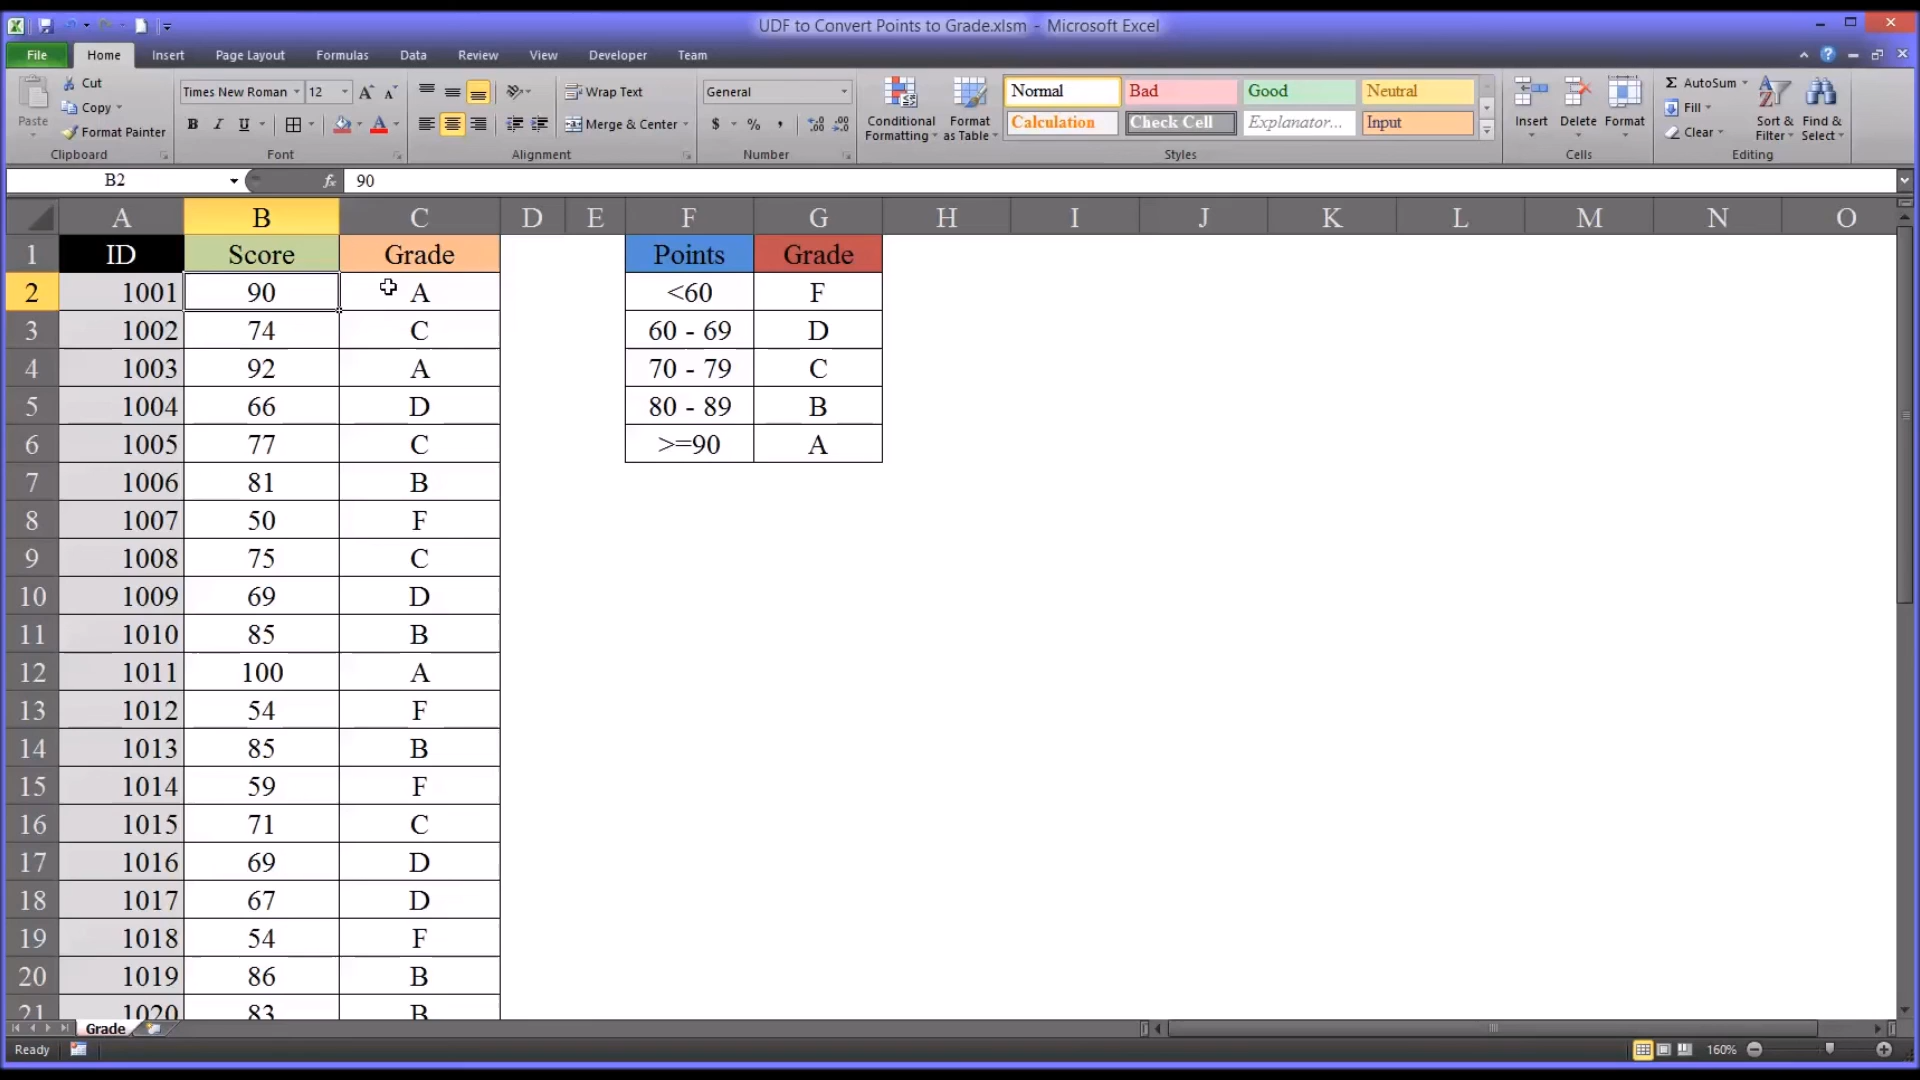 UDF to Convert Points to Grade.xlsm - Microsoft Excel
File Home Insert Page Layout Formulas Data Review View Developer Team
Paste
Cut
Copy
Format Painter
Clipboard
Times New Roman 12
B I U
Font
Wrap Text
Merge & Center
Alignment
General
$ % ,
Number
Conditional Formatting
Format as Table
Normal Bad Good Neutral
Calculation Check Cell Explanator... Input
Styles
Insert Delete Format
Cells
AutoSum
Fill
Clear
Sort & Filter
Find & Select
Editing
B2 fx 90
A B C D E F G H I J K L M N O
1 ID Score Grade Points Grade
2 1001 90 A <60 F
3 1002 74 C 60 - 69 D
4 1003 92 A 70 - 79 C
5 1004 66 D 80 - 89 B
6 1005 77 C >=90 A
7 1006 81 B
8 1007 50 F
9 1008 75 C
10 1009 69 D
11 1010 85 B
12 1011 100 A
13 1012 54 F
14 1013 85 B
15 1014 59 F
16 1015 71 C
17 1016 69 D
18 1017 67 D
19 1018 54 F
20 1019 86 B
21 1020 83 B
Grade
Ready 160%